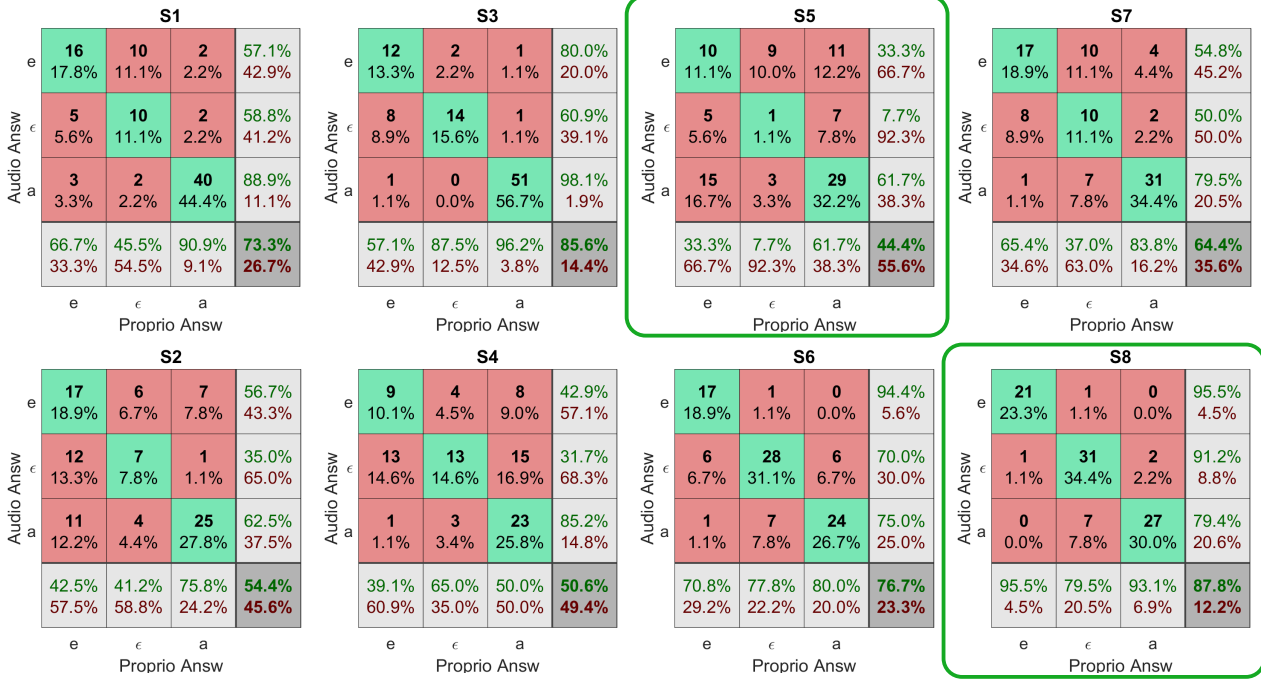 S1 S3 S5 S7
16 10 2 57.1% 12 2 1 80.0% 10 9 11 33.3% 17 10 4 54.8%
e e e e
17.8% 11.1% 2.2% 42.9% 13.3% 2.2% 1.1% 20.0% 11.1% 10.0% 12.2% 66.7% 18.9% 11.1% 4.4% 45.2%
5 10 2 58.8% 8 14 1 60.9% 5 1 7 7.7% 8 10 2 50.0%
ϵ ϵ ϵ ϵ
5.6% 11.1% 2.2% 41.2% 8.9% 15.6% 1.1% 39.1% 5.6% 1.1% 7.8% 92.3% 8.9% 11.1% 2.2% 50.0%
3 2 40 88.9% 1 0 51 98.1% 15 3 29 61.7% 1 7 31 79.5%
a a a a
3.3% 2.2% 44.4% 11.1% 1.1% 0.0% 56.7% 1.9% 16.7% 3.3% 32.2% 38.3% 1.1% 7.8% 34.4% 20.5%
66.7% 45.5% 90.9% 73.3% 57.1% 87.5% 96.2% 85.6% 33.3% 7.7% 61.7% 44.4% 65.4% 37.0% 83.8% 64.4%
33.3% 54.5% 9.1% 26.7% 42.9% 12.5% 3.8% 14.4% 66.7% 92.3% 38.3% 55.6% 34.6% 63.0% 16.2% 35.6%
Audio Answ Audio Answ Audio Answ Audio Answ
e ϵ a e ϵ a e ϵ a e ϵ a
Proprio Answ Proprio Answ Proprio Answ Proprio Answ
S2 S4 S6 S8
17 6 7 56.7% 9 4 8 42.9% 17 1 0 94.4% 21 1 0 95.5%
e e e e
18.9% 6.7% 7.8% 43.3% 10.1% 4.5% 9.0% 57.1% 18.9% 1.1% 0.0% 5.6% 23.3% 1.1% 0.0% 4.5%
12 7 1 35.0% 13 13 15 31.7% 6 28 6 70.0% 1 31 2 91.2%
ϵ ϵ ϵ ϵ
13.3% 7.8% 1.1% 65.0% 14.6% 14.6% 16.9% 68.3% 6.7% 31.1% 6.7% 30.0% 1.1% 34.4% 2.2% 8.8%
11 4 25 62.5% 1 3 23 85.2% 1 7 24 75.0% 0 7 27 79.4%
a a a a
12.2% 4.4% 27.8% 37.5% 1.1% 3.4% 25.8% 14.8% 1.1% 7.8% 26.7% 25.0% 0.0% 7.8% 30.0% 20.6%
42.5% 41.2% 75.8% 54.4% 39.1% 65.0% 50.0% 50.6% 70.8% 77.8% 80.0% 76.7% 95.5% 79.5% 93.1% 87.8%
57.5% 58.8% 24.2% 45.6% 60.9% 35.0% 50.0% 49.4% 29.2% 22.2% 20.0% 23.3% 4.5% 20.5% 6.9% 12.2%
Audio Answ Audio Answ Audio Answ Audio Answ
e ϵ a e ϵ a e ϵ a e ϵ a
Proprio Answ Proprio Answ Proprio Answ Proprio Answ